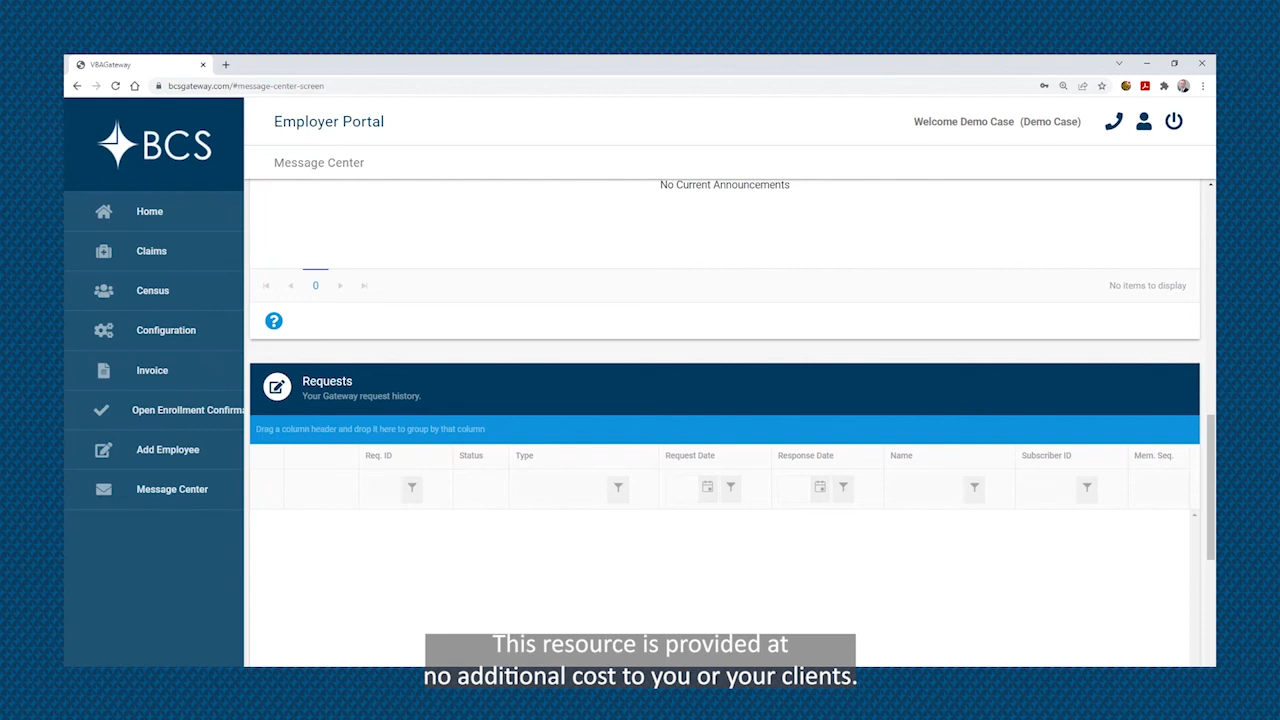 VBAGateway
bcsgateway.com/#message-center-screen
BCS
Employer Portal
Welcome Demo Case (Demo Case)
Message Center
No Current Announcements
Home
Claims
Census
Configuration
Invoice
Open Enrollment Confirma
Add Employee
Message Center
0
No items to display
?
Requests
Your Gateway request history.
Drag a column header and drop it here to group by that column
Req. ID Status Type Request Date Response Date Name Subscriber ID Mem. Seq.
This resource is provided at
no additional cost to you or your clients.